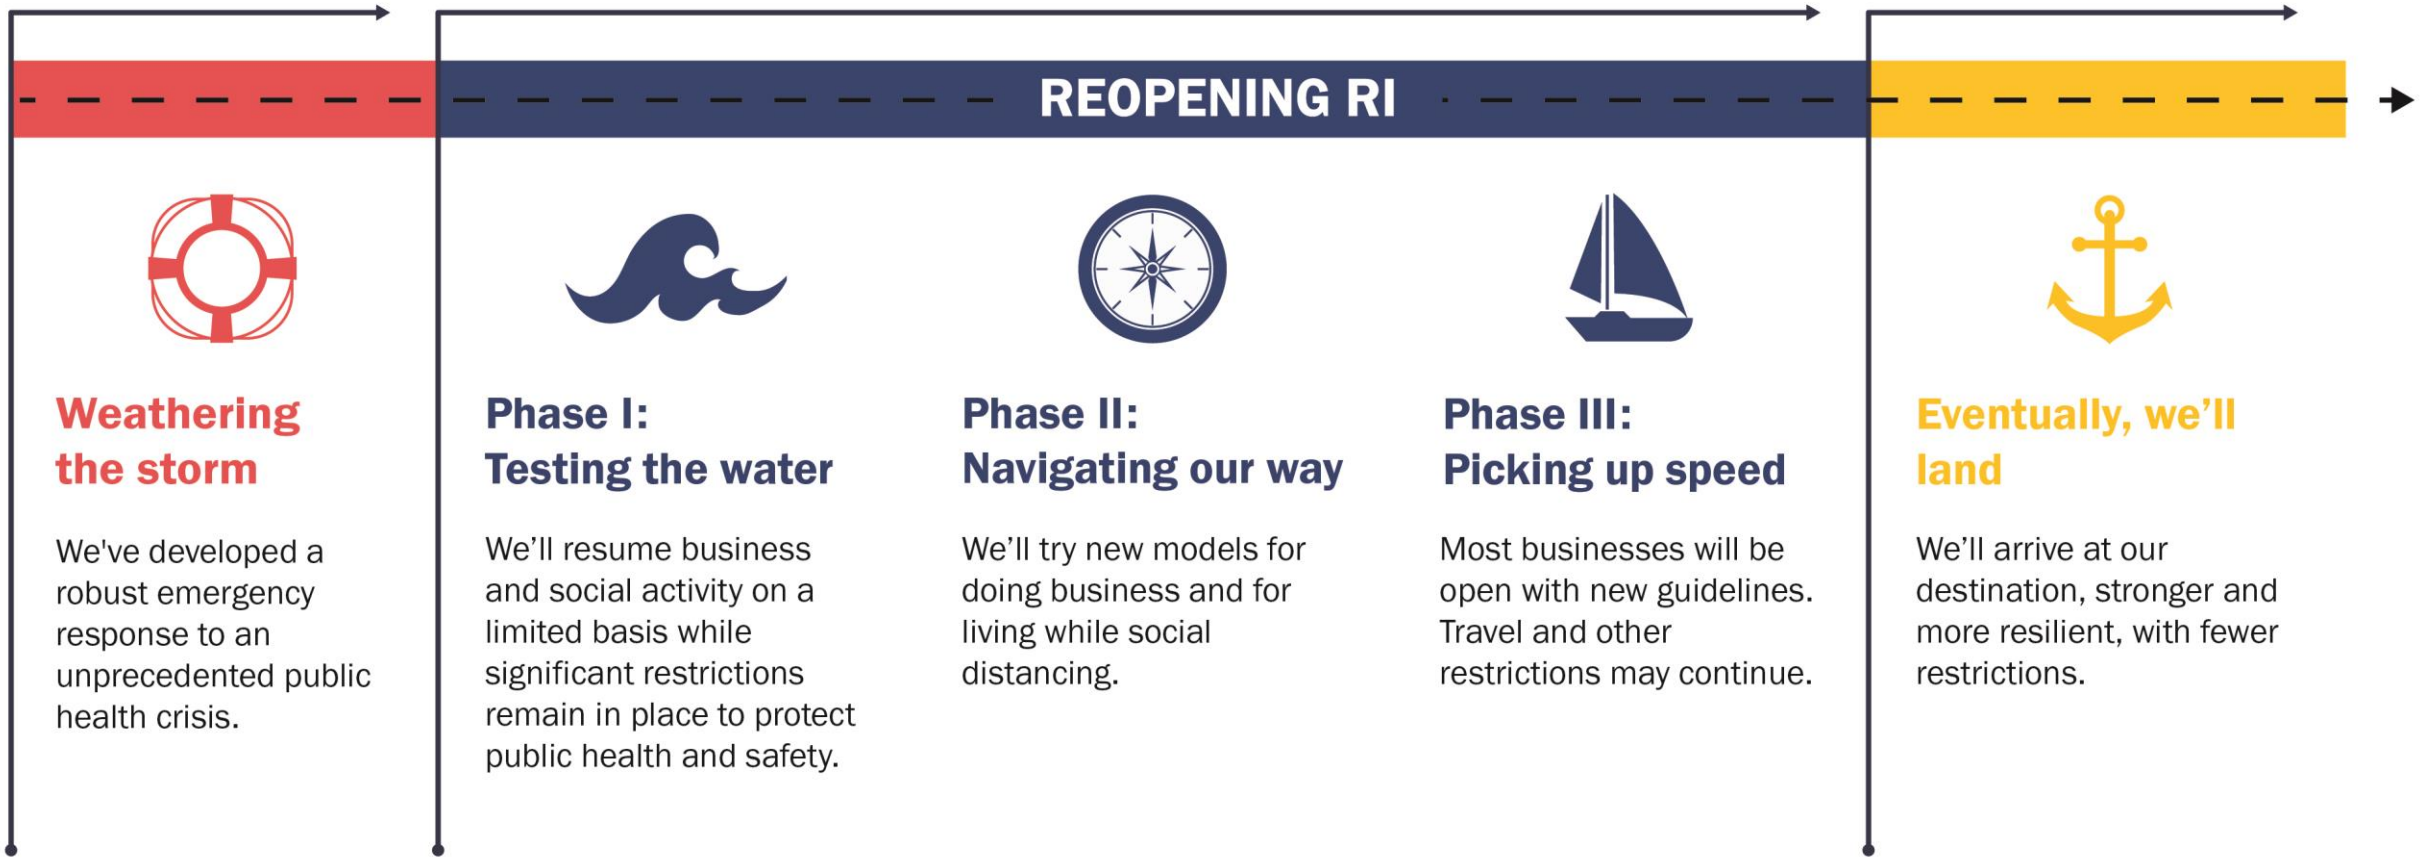 REOPENING RI
Weathering
the storm
We've developed a
robust emergency
response to an
unprecedented public
health crisis.
Phase I:
Testing the water
We’ll resume business
and social activity on a
limited basis while
significant restrictions
remain in place to protect
public health and safety.
Phase II:
Navigating our way
We’ll try new models for
doing business and for
living while social
distancing.
Phase III:
Picking up speed
Most businesses will be
open with new guidelines.
Travel and other
restrictions may continue.
Eventually, we’ll
land
We’ll arrive at our
destination, stronger and
more resilient, with fewer
restrictions.